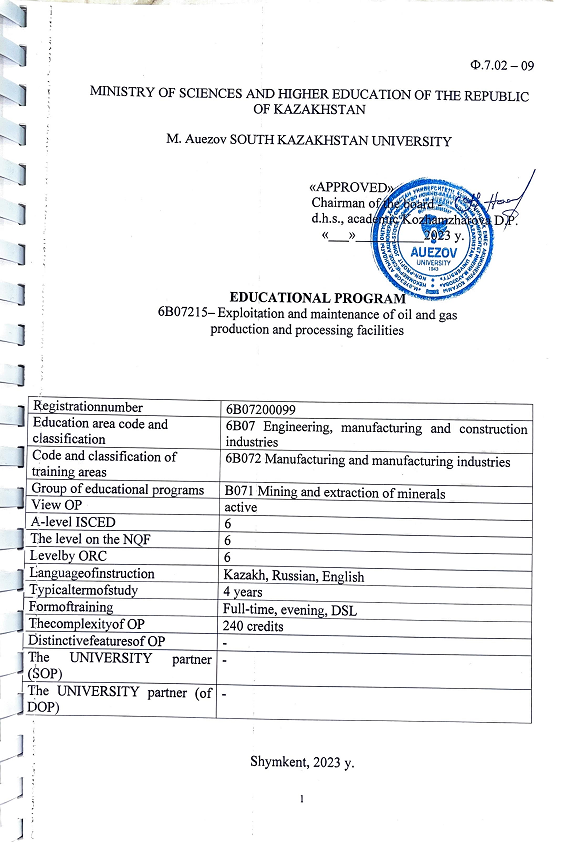 Ф.7.02 – 09
MINISTRY OF SCIENCES AND HIGHER EDUCATION OF THE REPUBLIC
OF KAZAKHSTAN
M. Auezov SOUTH KAZAKHSTAN UNIVERSITY
«APPROVED»
Chairman of the board
d.h.s., academic Kozhamzharova D.P.
«___»__________2023 y.
AUEZOV
UNIVERSITY
1943
EDUCATIONAL PROGRAM
6B07215– Exploitation and maintenance of oil and gas
production and processing facilities
Registrationnumber 6B07200099
Education area code and 6B07 Engineering, manufacturing and construction
classification industries
Code and classification of 6B072 Manufacturing and manufacturing industries
training areas
Group of educational programs B071 Mining and extraction of minerals
View OP active
A-level ISCED 6
The level on the NQF 6
Levelby ORC 6
Languageofinstruction Kazakh, Russian, English
Typicaltermofstudy 4 years
Formoftraining Full-time, evening, DSL
Thecomplexityof OP 240 credits
Distinctivefeaturesof OP -
The UNIVERSITY partner -
(SOP)
The UNIVERSITY partner (of -
DOP)
Shymkent, 2023 y.
1